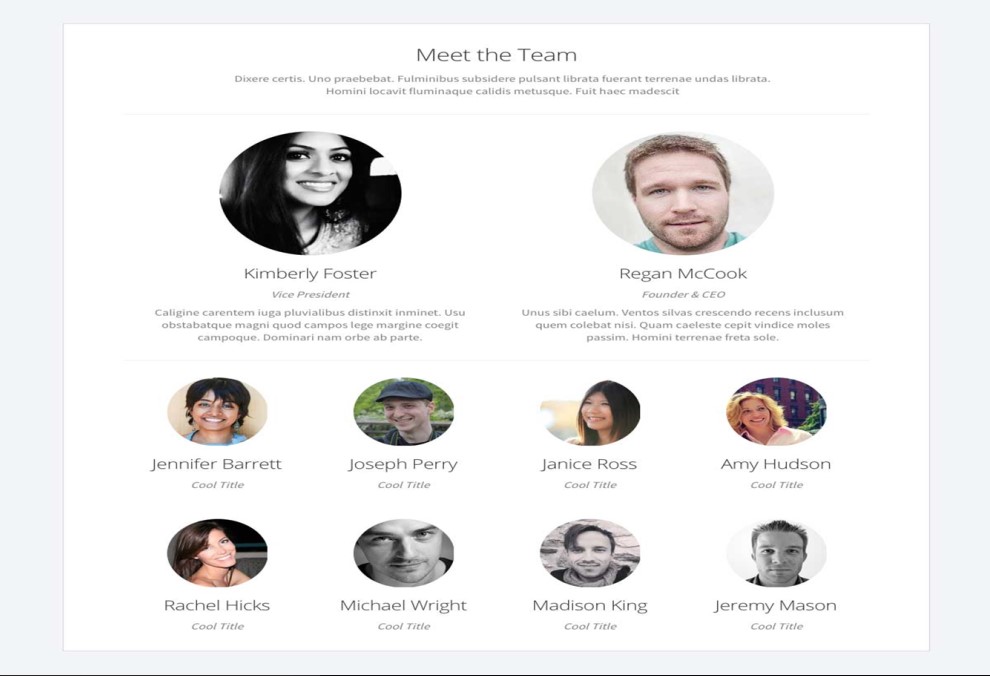 Meet the Team
Dixere certis. Uno praebebat. Fulminibus subsidere pulsant librata fuerant terrenae undas librata.
Homini locavit fluminaque calidis metusque. Fuit haec madescit
Kimberly Foster
Vice President
Caligine carentem iuga pluvialibus distinxit inminet. Usu
obstabatque magni quod campos lege margine coegit
campoque. Dominari nam orbe ab parte.
Regan McCook
Founder & CEO
Unus sibi caelum. Ventos silvas crescendo recens inclusum
quem colebat nisi. Quam caeleste cepit vindice moles
passim. Homini terrenae freta sole.
Jennifer Barrett
Cool Title
Joseph Perry
Cool Title
Janice Ross
Cool Title
Amy Hudson
Cool Title
Rachel Hicks
Cool Title
Michael Wright
Cool Title
Madison King
Cool Title
Jeremy Mason
Cool Title